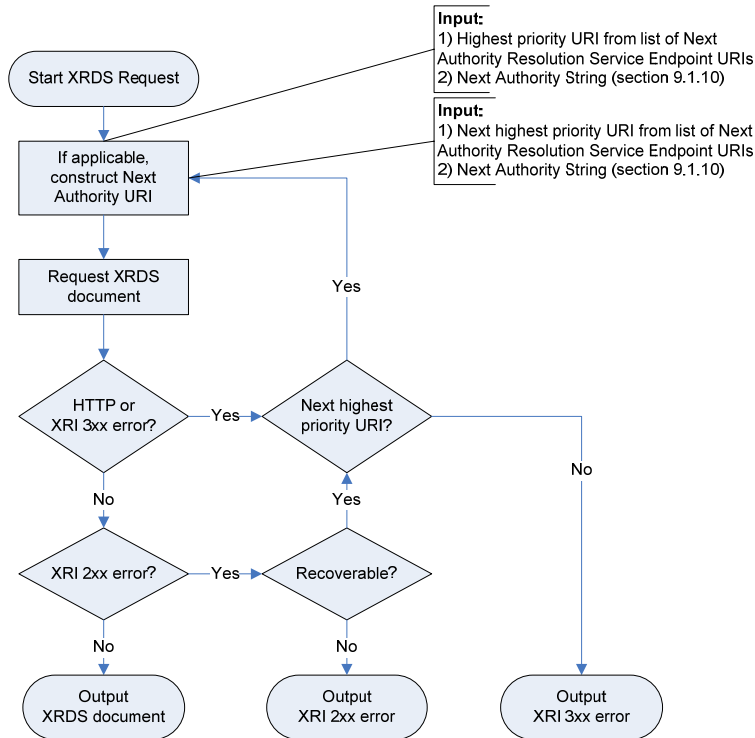 Input:
1) Highest priority URI from list of Next
Authority Resolution Service Endpoint URIs
2) Next Authority String (section 9.1.10)
Start XRDS Request
Input:
1) Next highest priority URI from list of Next
Authority Resolution Service Endpoint URIs
2) Next Authority String (section 9.1.10)
If applicable,
construct Next
Authority URI
Request XRDS
document
Yes
HTTP or
XRI 3xx error?
Yes
Next highest
priority URI?
No
No
Yes
XRI 2xx error?
Yes
Recoverable?
No
No
Output
XRDS document
Output
XRI 2xx error
Output
XRI 3xx error